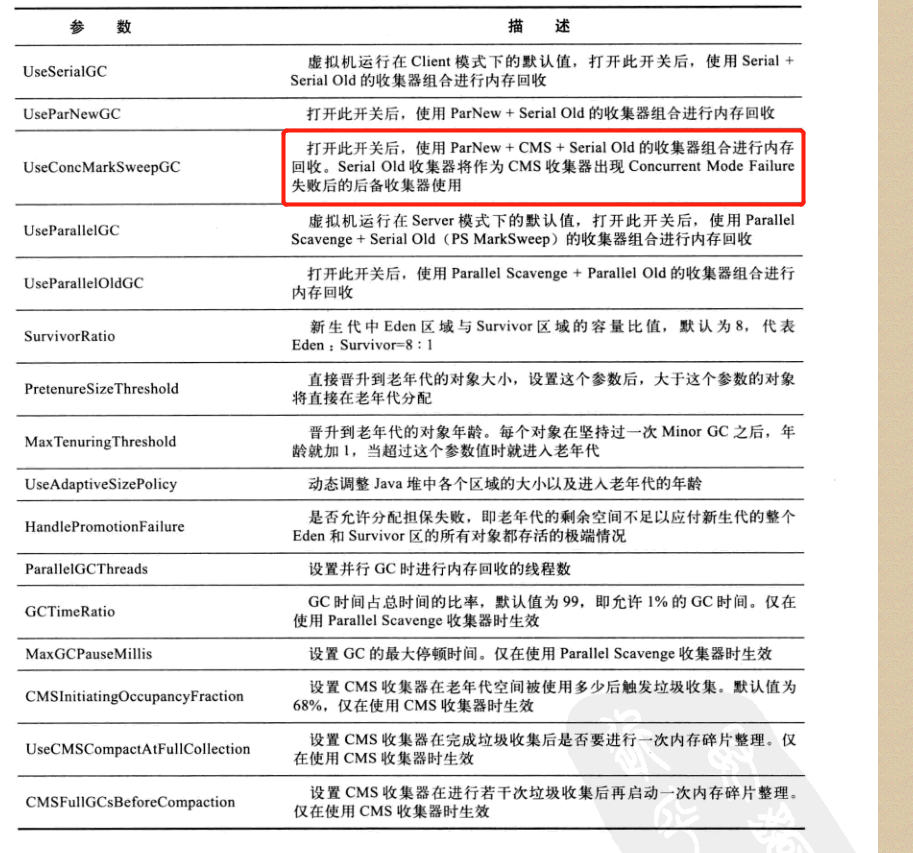 参 数 描 述
UseSerialGC 虚拟机运行在 Client 模式下的默认值，打开此开关后，使用 Serial +
Serial Old 的收集器组合进行内存回收
UseParNewGC 打开此开关后，使用 ParNew + Serial Old 的收集器组合进行内存回收
UseConcMarkSweepGC 打开此开关后，使用 ParNew + CMS + Serial Old 的收集器组合进行内存
回收。Serial Old 收集器将作为 CMS 收集器出现 Concurrent Mode Failure
失败后的后备收集器使用
UseParallelGC 虚拟机运行在 Server 模式下的默认值，打开此开关后，使用 Parallel
Scavenge + Serial Old（PS MarkSweep）的收集器组合进行内存回收
UseParallelOldGC 打开此开关后，使用 Parallel Scavenge + Parallel Old 的收集器组合进行
内存回收
SurvivorRatio 新生代中 Eden 区域与 Survivor 区域的容量比值，默认为 8，代表
Eden：Survivor=8：1
PretenureSizeThreshold 直接晋升到老年代的对象大小，设置这个参数后，大于这个参数的对象
将直接在老年代分配
MaxTenuringThreshold 晋升到老年代的对象年龄。每个对象在坚持过一次 Minor GC 之后，年
龄就加 1，当超过这个参数值时就进入老年代
UseAdaptiveSizePolicy 动态调整 Java 堆中各个区域的大小以及进入老年代的年龄
HandlePromotionFailure 是否允许分配担保失败，即老年代的剩余空间不足以应付新生代的整个
Eden 和 Survivor 区的所有对象都存活的极端情况
ParallelGCThreads 设置并行 GC 时进行内存回收的线程数
GCTimeRatio GC 时间占总时间的比率，默认值为 99，即允许 1% 的 GC 时间。仅在
使用 Parallel Scavenge 收集器时生效
MaxGCPauseMillis 设置 GC 的最大停顿时间。仅在使用 Parallel Scavenge 收集器时生效
CMSInitiatingOccupancyFraction 设置 CMS 收集器在老年代空间被使用多少后触发垃圾收集。默认值为
68%，仅在使用 CMS 收集器时生效
UseCMSCompactAtFullCollection 设置 CMS 收集器在完成垃圾收集后是否要进行一次内存碎片整理。仅
在使用 CMS 收集器时生效
CMSFullGCsBeforeCompaction 设置 CMS 收集器在进行若干次垃圾收集后再启动一次内存碎片整理。
仅在使用 CMS 收集器时生效